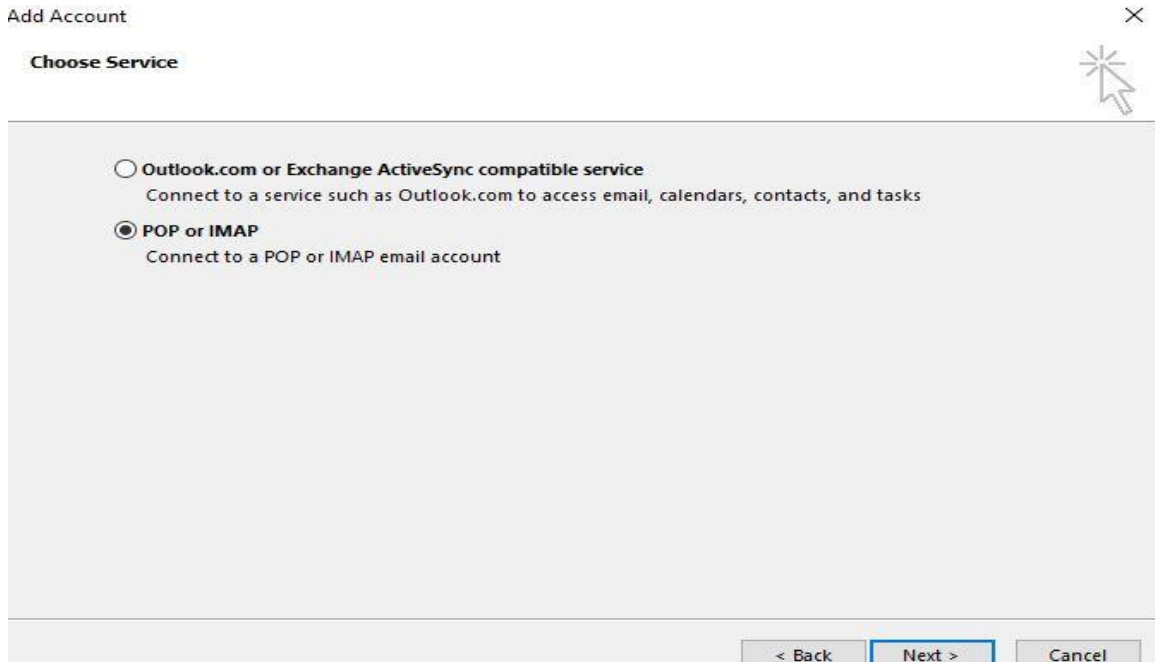 Add Account
Choose Service
Outlook.com or Exchange ActiveSync compatible service
Connect to a service such as Outlook.com to access email, calendars, contacts, and tasks
POP or IMAP
Connect to a POP or IMAP email account
< Back Next > Cancel